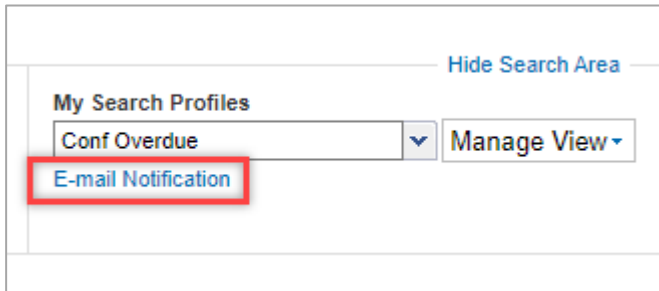 Hide Search Area
My Search Profiles
Conf Overdue
Manage View
E-mail Notification